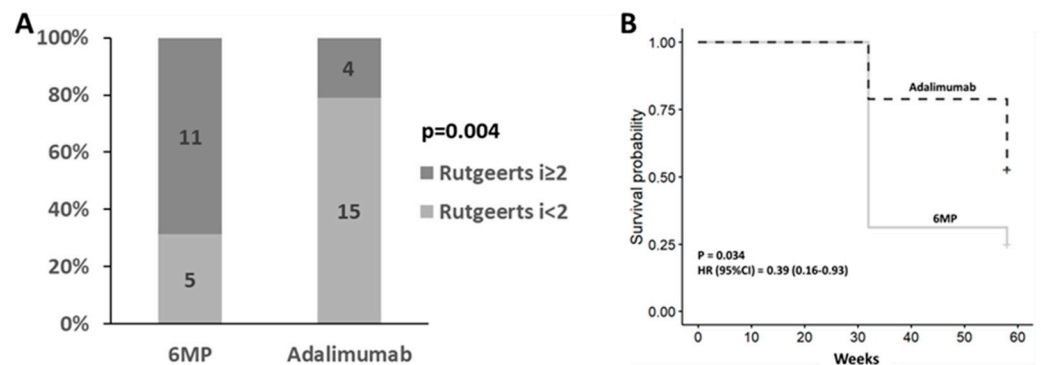 A
100%
80%
60%
40%
20%
0%
11
5
4
15
6MP
Adalimumab
p=0.004
Rutgeerts i≥2
Rutgeerts i<2
B
Survival probability
1.00
0.75
0.50
0.25
0.00
Adalimumab
6MP
P = 0.034
HR (95%CI) = 0.39 (0.16-0.93)
0
10
20
30
40
50
60
Weeks